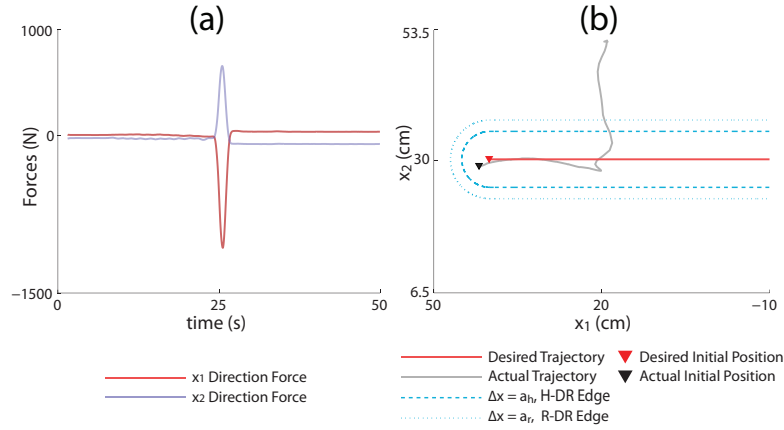 (a)
1000
0
−1500
Forces (N)
0
25
50
time (s)
x1 Direction Force
x2 Direction Force
(b)
53.5
30
6.5
x2 (cm)
50
20
−10
x1 (cm)
Desired Trajectory
Desired Initial Position
Actual Trajectory
Actual Initial Position
Δx = ah, H-DR Edge
Δx = ar, R-DR Edge